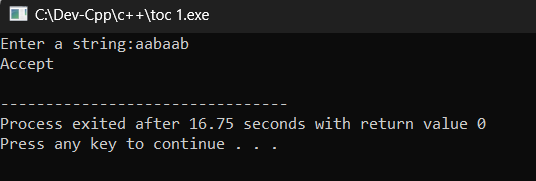 C:\Dev-Cpp\c++\toc 1.exe
Enter a string:aabaab
Accept
--------------------------------
Process exited after 16.75 seconds with return value 0
Press any key to continue . . .